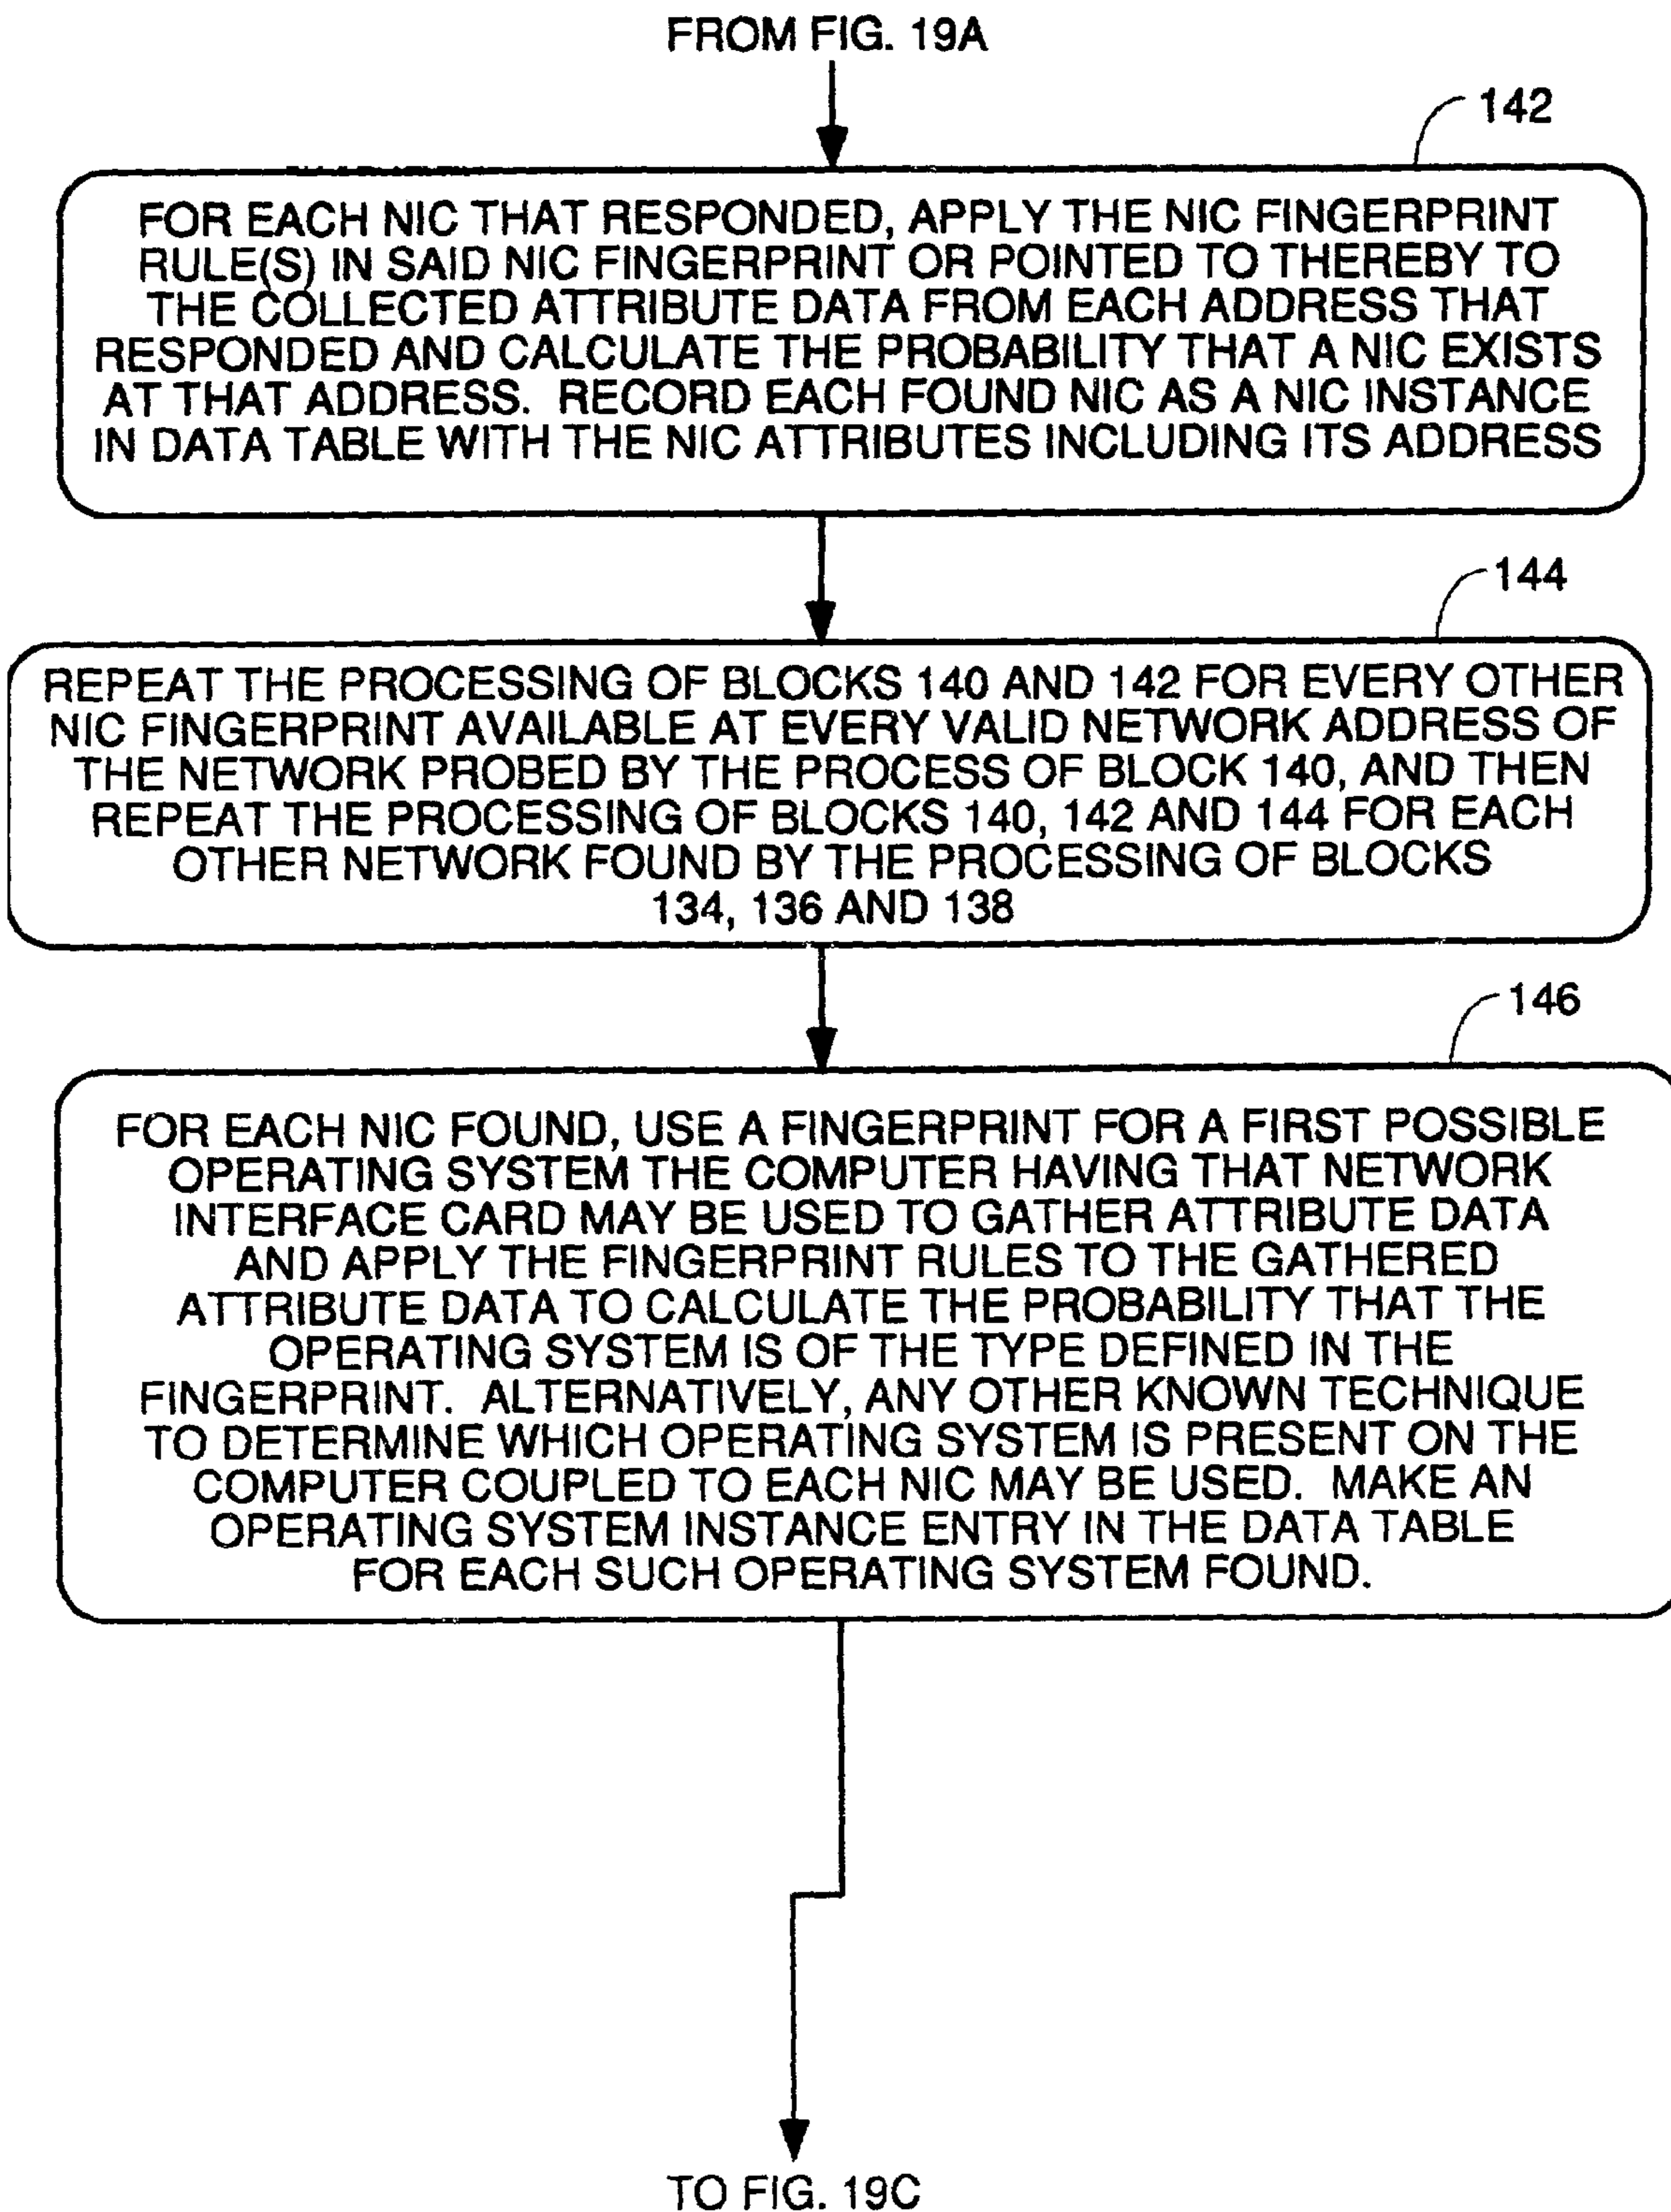 FROM FIG. 19A
142
FOR EACH NIC THAT RESPONDED, APPLY THE NIC FINGERPRINT
RULE(S) IN SAID NIC FINGERPRINT OR POINTED TO THEREBY TO
THE COLLECTED ATTRIBUTE DATA FROM EACH ADDRESS THAT
RESPONDED AND CALCULATE THE PROBABILITY THAT A NIC EXISTS
AT THAT ADDRESS. RECORD EACH FOUND NIC AS A NIC INSTANCE
IN DATA TABLE WITH THE NIC ATTRIBUTES INCLUDING ITS ADDRESS
144
REPEAT THE PROCESSING OF BLOCKS 140 AND 142 FOR EVERY OTHER
NIC FINGERPRINT AVAILABLE AT EVERY VALID NETWORK ADDRESS OF
THE NETWORK PROBED BY THE PROCESS OF BLOCK 140, AND THEN
REPEAT THE PROCESSING OF BLOCKS 140, 142 AND 144 FOR EACH
OTHER NETWORK FOUND BY THE PROCESSING OF BLOCKS
134, 136 AND 138
146
FOR EACH NIC FOUND, USE A FINGERPRINT FOR A FIRST POSSIBLE
OPERATING SYSTEM THE COMPUTER HAVING THAT NETWORK
INTERFACE CARD MAY BE USED TO GATHER ATTRIBUTE DATA
AND APPLY THE FINGERPRINT RULES TO THE GATHERED
ATTRIBUTE DATA TO CALCULATE THE PROBABILITY THAT THE
OPERATING SYSTEM IS OF THE TYPE DEFINED IN THE
FINGERPRINT. ALTERNATIVELY, ANY OTHER KNOWN TECHNIQUE
TO DETERMINE WHICH OPERATING SYSTEM IS PRESENT ON THE
COMPUTER COUPLED TO EACH NIC MAY BE USED. MAKE AN
OPERATING SYSTEM INSTANCE ENTRY IN THE DATA TABLE
FOR EACH SUCH OPERATING SYSTEM FOUND.
TO FIG. 19C